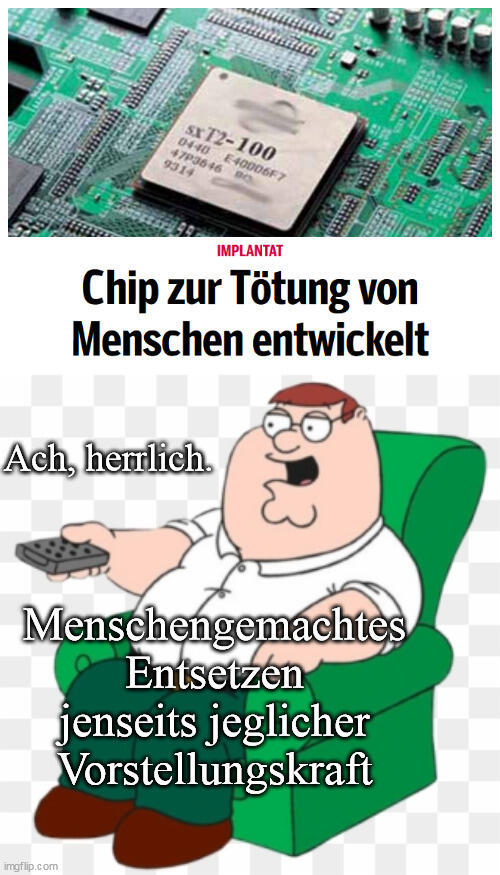 sxT2-100
0440 E40D06F7
47P3646
9314
IMPLANTAT
Chip zur Tötung von
Menschen entwickelt
Ach, herrlich.
Menschengemachtes
Entsetzen
jenseits jeglicher
Vorstellungskraft
imgflip.com